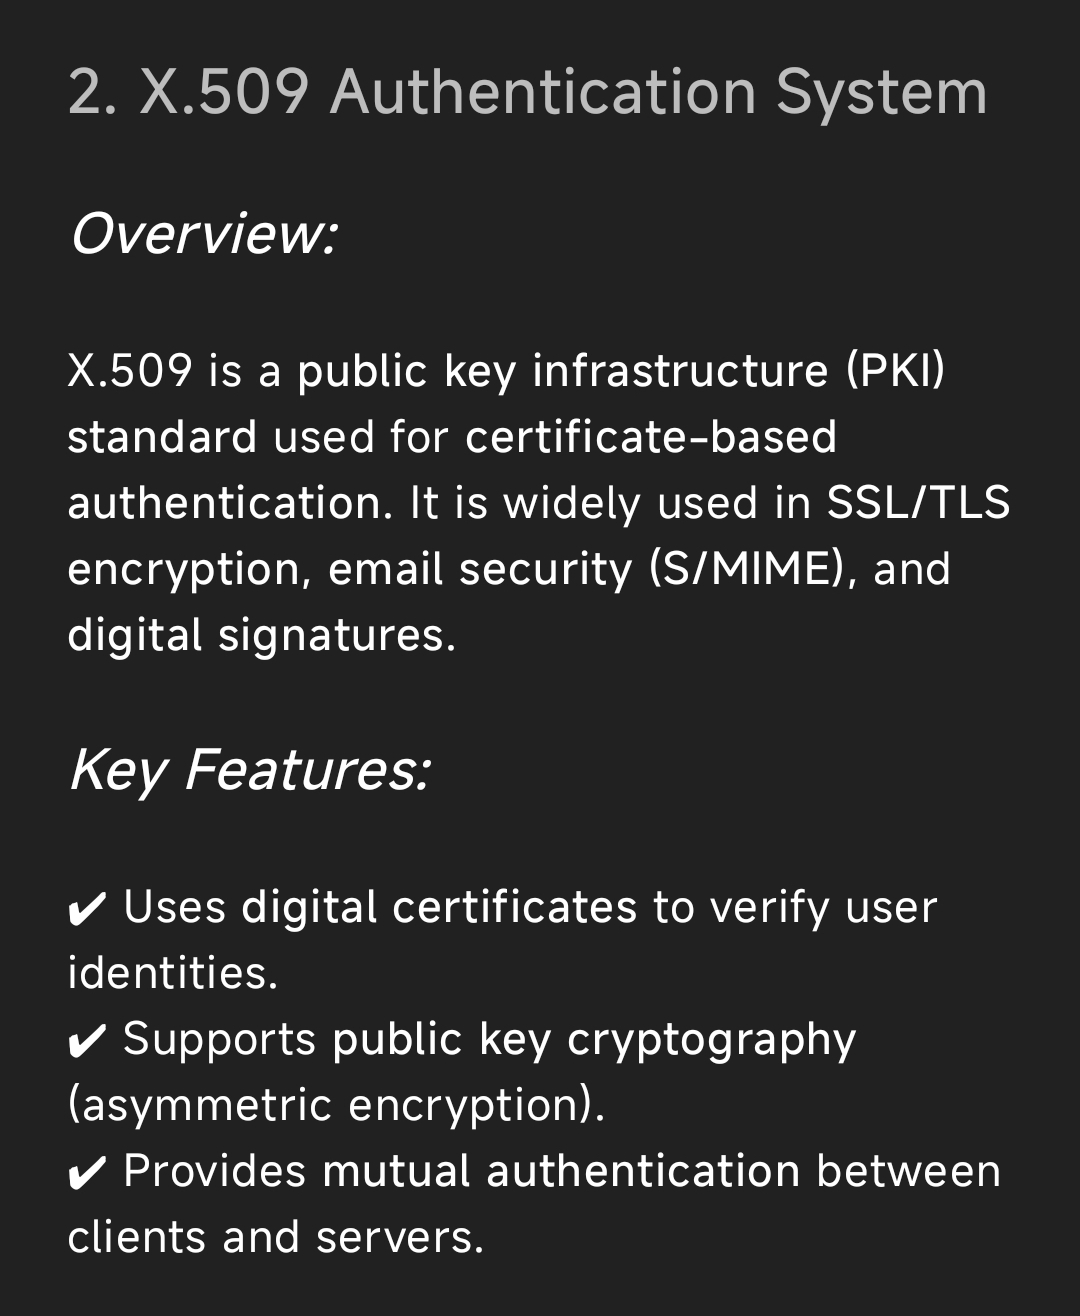 2. X.509 Authentication System
Overview:
X.509 is a public key infrastructure (PKI)
standard used for certificate-based
authentication. It is widely used in SSL/TLS
encryption, email security (S/MIME), and
digital signatures.
Key Features:
✔ Uses digital certificates to verify user
identities.
✔ Supports public key cryptography
(asymmetric encryption).
✔ Provides mutual authentication between
clients and servers.